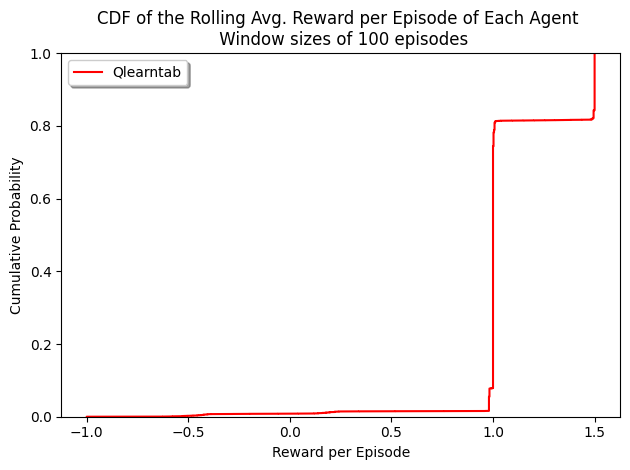 CDF of the Rolling Avg. Reward per Episode of Each Agent
Window sizes of 100 episodes
Qlearntab
Cumulative Probability
1.0
0.8
0.6
0.4
0.2
0.0
−1.0 −0.5 0.0 0.5 1.0 1.5
Reward per Episode